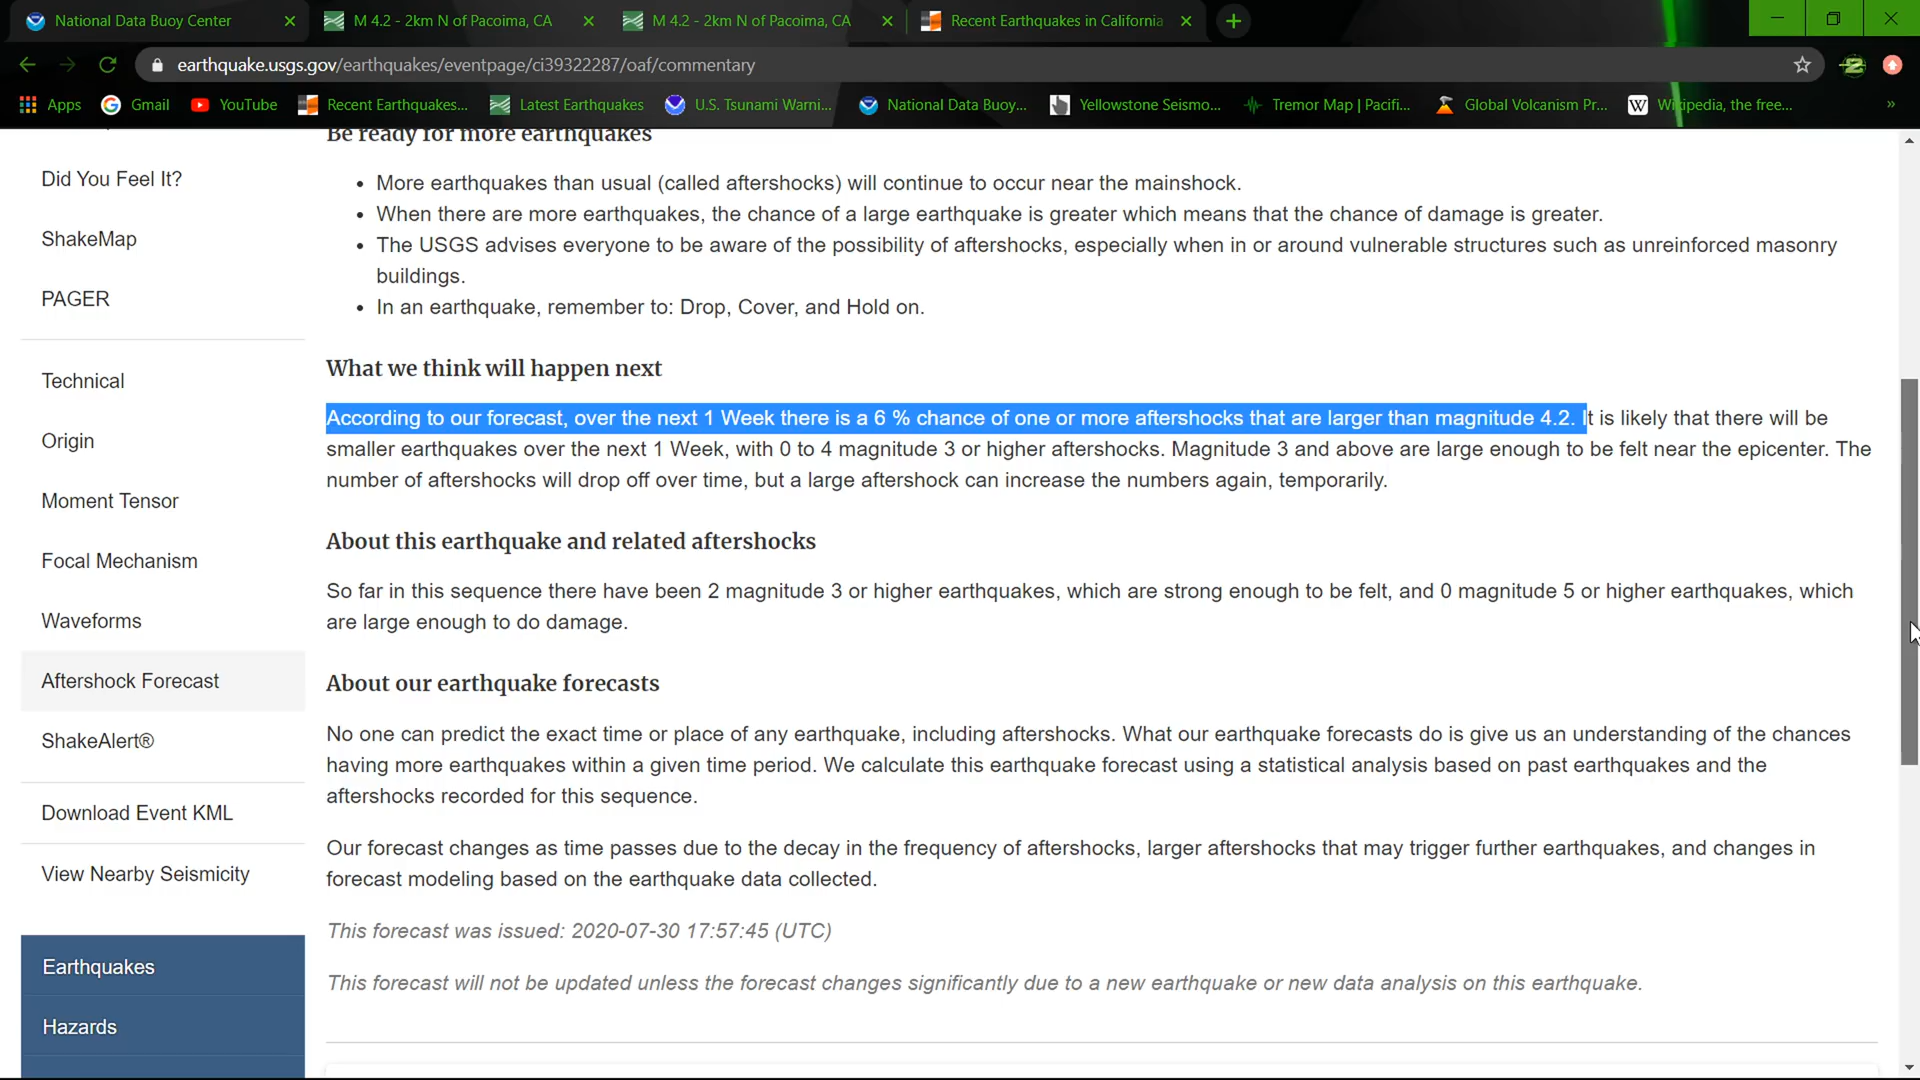 National Data Buoy Center
M 4.2 - 2km N of Pacoima, CA
M 4.2 - 2km N of Pacoima, CA
Recent Earthquakes in California
earthquake.usgs.gov/earthquakes/eventpage/ci39322287/oaf/commentary
Apps
Gmail
YouTube
Recent Earthquakes...
Latest Earthquakes
U.S. Tsunami Warni...
National Data Buoy...
Yellowstone Seismo...
Tremor Map | Pacifi...
Global Volcanism Pr...
Wikipedia, the free...
Be ready for more earthquakes
Did You Feel It?
ShakeMap
PAGER
Technical
Origin
Moment Tensor
Focal Mechanism
Waveforms
Aftershock Forecast
ShakeAlert®
Download Event KML
View Nearby Seismicity
Earthquakes
Hazards
• More earthquakes than usual (called aftershocks) will continue to occur near the mainshock.
• When there are more earthquakes, the chance of a large earthquake is greater which means that the chance of damage is greater.
• The USGS advises everyone to be aware of the possibility of aftershocks, especially when in or around vulnerable structures such as unreinforced masonry
buildings.
• In an earthquake, remember to: Drop, Cover, and Hold on.
What we think will happen next
According to our forecast, over the next 1 Week there is a 6 % chance of one or more aftershocks that are larger than magnitude 4.2. It is likely that there will be
smaller earthquakes over the next 1 Week, with 0 to 4 magnitude 3 or higher aftershocks. Magnitude 3 and above are large enough to be felt near the epicenter. The
number of aftershocks will drop off over time, but a large aftershock can increase the numbers again, temporarily.
About this earthquake and related aftershocks
So far in this sequence there have been 2 magnitude 3 or higher earthquakes, which are strong enough to be felt, and 0 magnitude 5 or higher earthquakes, which
are large enough to do damage.
About our earthquake forecasts
No one can predict the exact time or place of any earthquake, including aftershocks. What our earthquake forecasts do is give us an understanding of the chances
having more earthquakes within a given time period. We calculate this earthquake forecast using a statistical analysis based on past earthquakes and the
aftershocks recorded for this sequence.
Our forecast changes as time passes due to the decay in the frequency of aftershocks, larger aftershocks that may trigger further earthquakes, and changes in
forecast modeling based on the earthquake data collected.
This forecast was issued: 2020-07-30 17:57:45 (UTC)
This forecast will not be updated unless the forecast changes significantly due to a new earthquake or new data analysis on this earthquake.